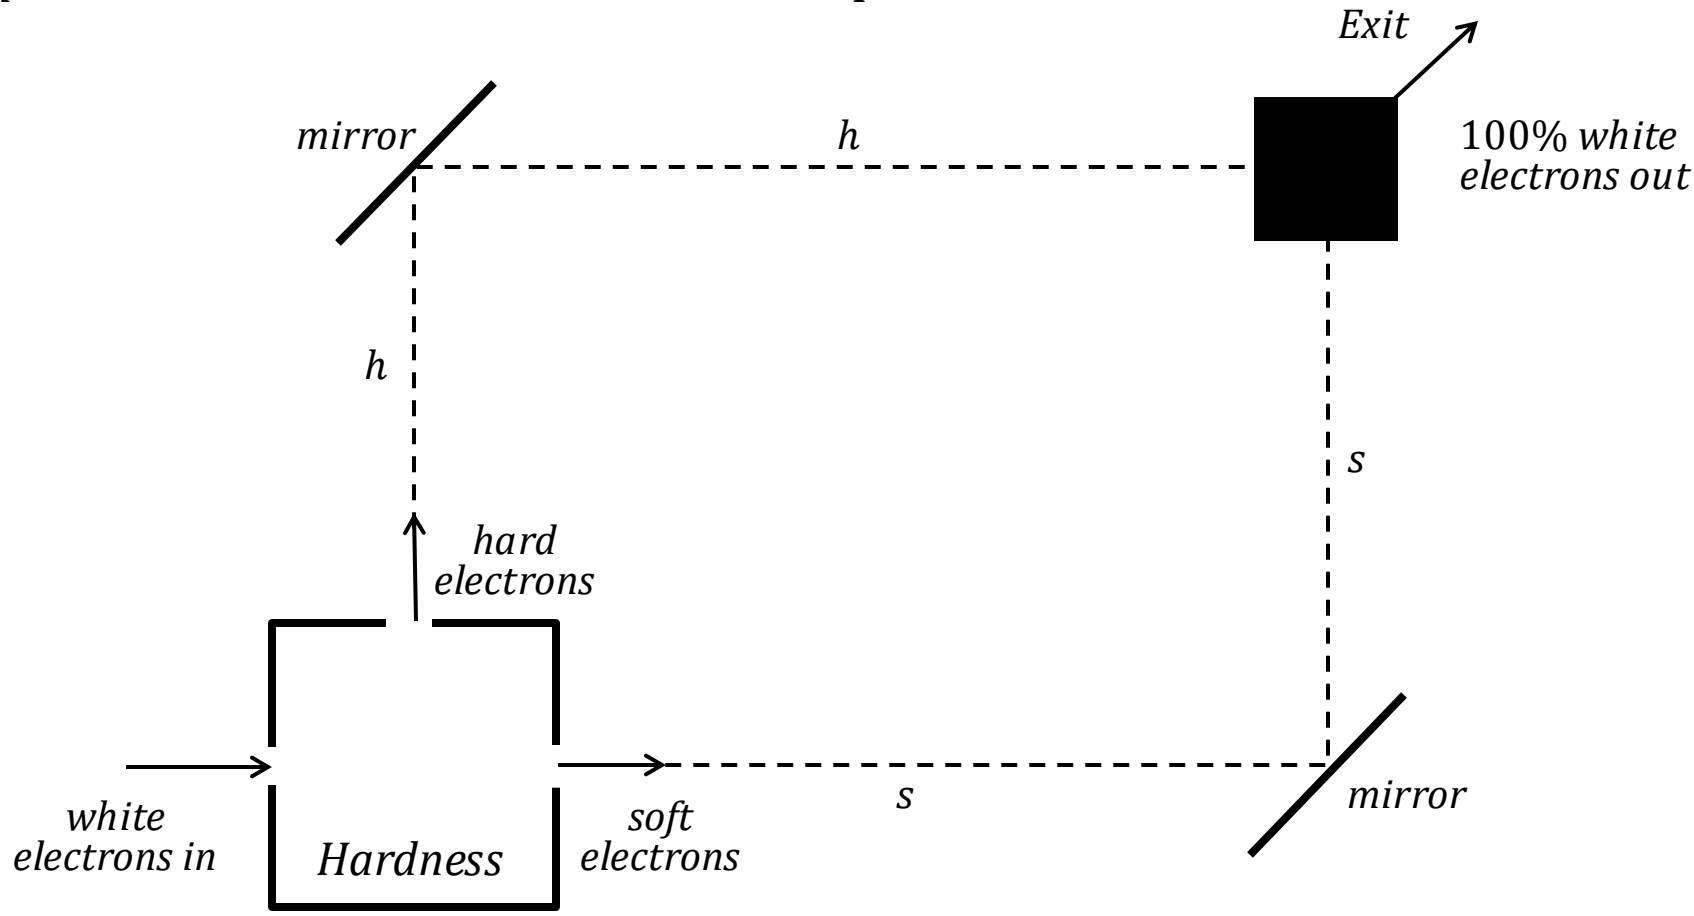 Exit
mirror
h
100% white
electrons out
h
s
hard
electrons
white
electrons in
Hardness
soft
electrons
s
mirror